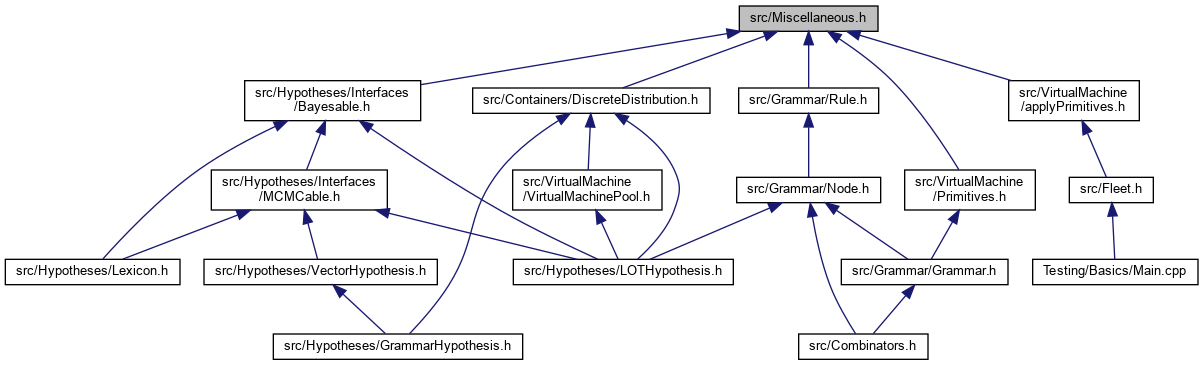 src/Miscellaneous.h
src/Hypotheses/Interfaces
/Bayesable.h
src/Containers/DiscreteDistribution.h
src/Grammar/Rule.h
src/VirtualMachine
/applyPrimitives.h
src/Hypotheses/Interfaces
/MCMCable.h
src/VirtualMachine
/VirtualMachinePool.h
src/Grammar/Node.h
src/VirtualMachine
/Primitives.h
src/Fleet.h
src/Hypotheses/Lexicon.h
src/Hypotheses/VectorHypothesis.h
src/Hypotheses/LOTHypothesis.h
src/Grammar/Grammar.h
Testing/Basics/Main.cpp
src/Hypotheses/GrammarHypothesis.h
src/Combinators.h